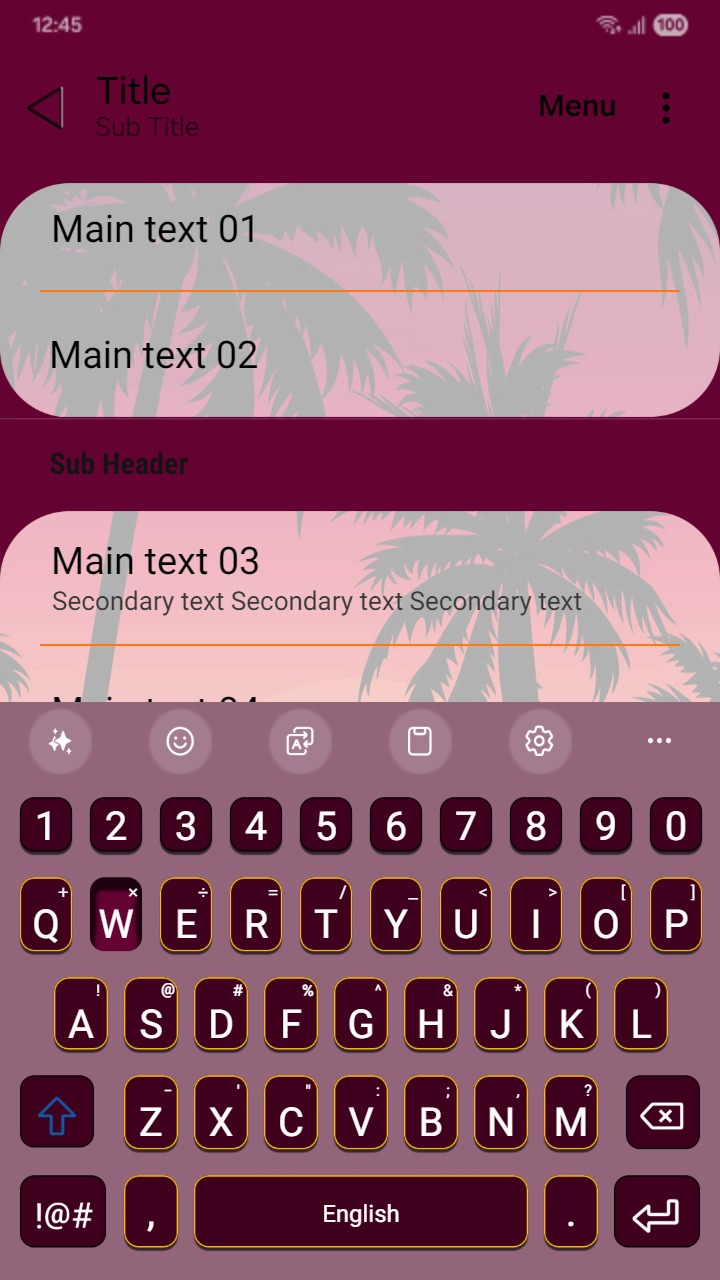 12:45
100
Title
Sub Title
Menu
Main text 01
Main text 02
Sub Header
Main text 03
Secondary text Secondary text Secondary text
1 2 3 4 5 6 7 8 9 0
+ × ÷ = / _ < > [ ]
Q W E R T Y U I O P
! @ # % ^ & * ( )
A S D F G H J K L
- ' " : ; , ?
Z X C V B N M
!@# , English .